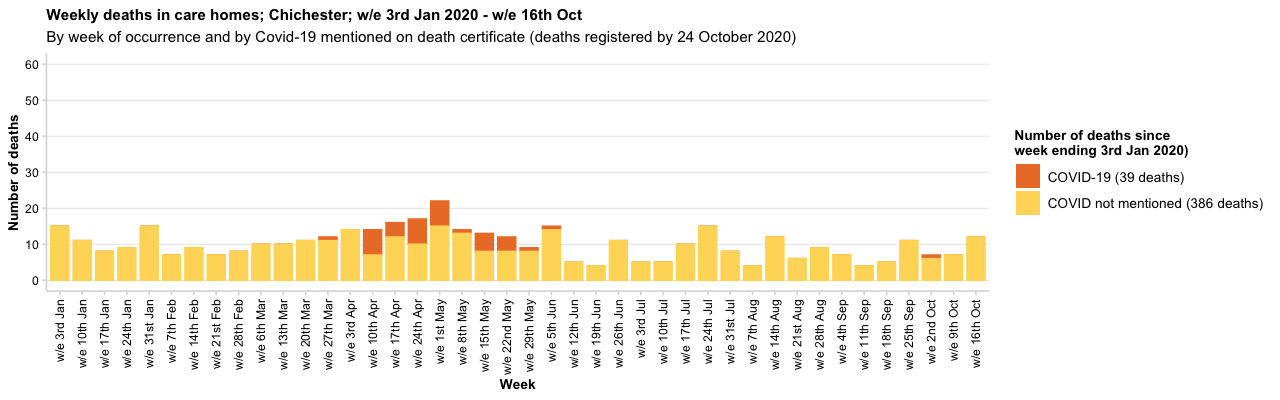 Weekly deaths in care homes; Chichester; w/e 3rd Jan 2020 - w/e 16th Oct
By week of occurrence and by Covid-19 mentioned on death certificate (deaths registered by 24 October 2020)
Number of deaths
60
50
40
30
20
10
0
w/e 3rd Jan
w/e 10th Jan
w/e 17th Jan
w/e 24th Jan
w/e 31st Jan
w/e 7th Feb
w/e 14th Feb
w/e 21st Feb
w/e 28th Feb
w/e 6th Mar
w/e 13th Mar
w/e 20th Mar
w/e 27th Mar
w/e 3rd Apr
w/e 10th Apr
w/e 17th Apr
w/e 24th Apr
w/e 1st May
w/e 8th May
w/e 15th May
w/e 22nd May
w/e 29th May
w/e 5th Jun
w/e 12th Jun
w/e 19th Jun
w/e 26th Jun
w/e 3rd Jul
w/e 10th Jul
w/e 17th Jul
w/e 24th Jul
w/e 31st Jul
w/e 7th Aug
w/e 14th Aug
w/e 21st Aug
w/e 28th Aug
w/e 4th Sep
w/e 11th Sep
w/e 18th Sep
w/e 25th Sep
w/e 2nd Oct
w/e 9th Oct
w/e 16th Oct
Week
Number of deaths since
week ending 3rd Jan 2020)
COVID-19 (39 deaths)
COVID not mentioned (386 deaths)